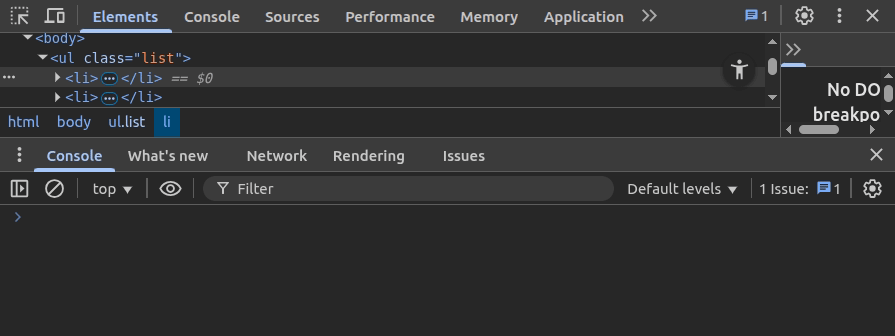 Elements Console Sources Performance Memory Application 1
<body>
<ul class="list">
<li>…</li> == $0
<li>…</li>
No DO
breakpo
html body ul.list li
Console What's new Network Rendering Issues
top Filter Default levels 1 Issue: 1